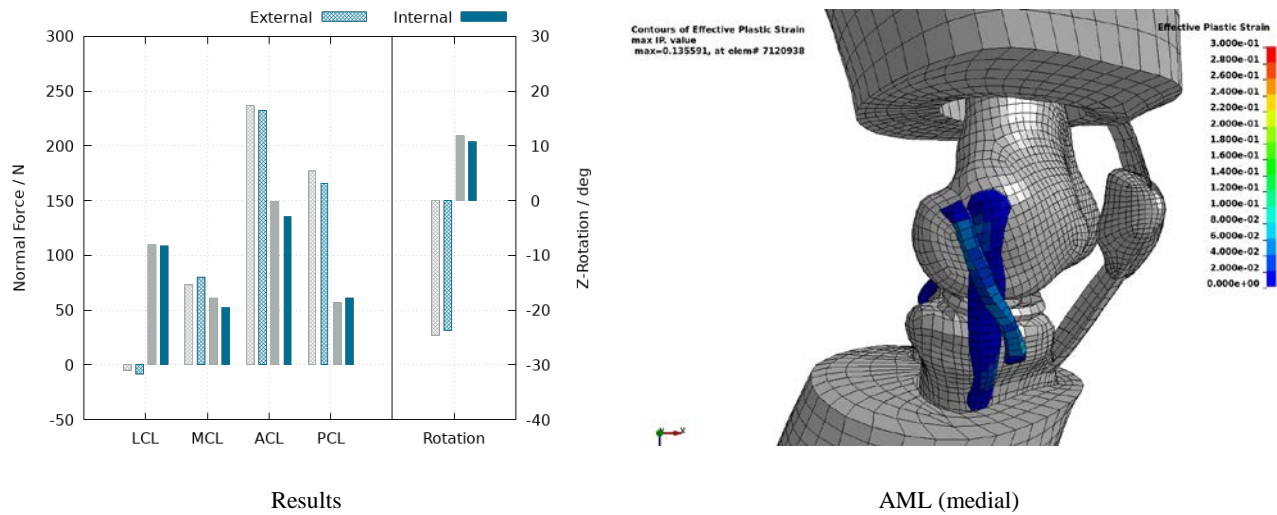 External Internal
300
250
200
150
100
50
0
-50
Normal Force / N
30
20
10
0
-10
-20
-30
-40
Z-Rotation / deg
LCL MCL ACL PCL Rotation
Results
Contours of Effective Plastic Strain
max IP. value
max=0.135591, at elem# 7120938
Effective Plastic Strain
3.000e-01
2.800e-01
2.600e-01
2.400e-01
2.200e-01
2.000e-01
1.800e-01
1.600e-01
1.400e-01
1.200e-01
1.000e-01
8.000e-02
6.000e-02
4.000e-02
2.000e-02
0.000e+00
AML (medial)